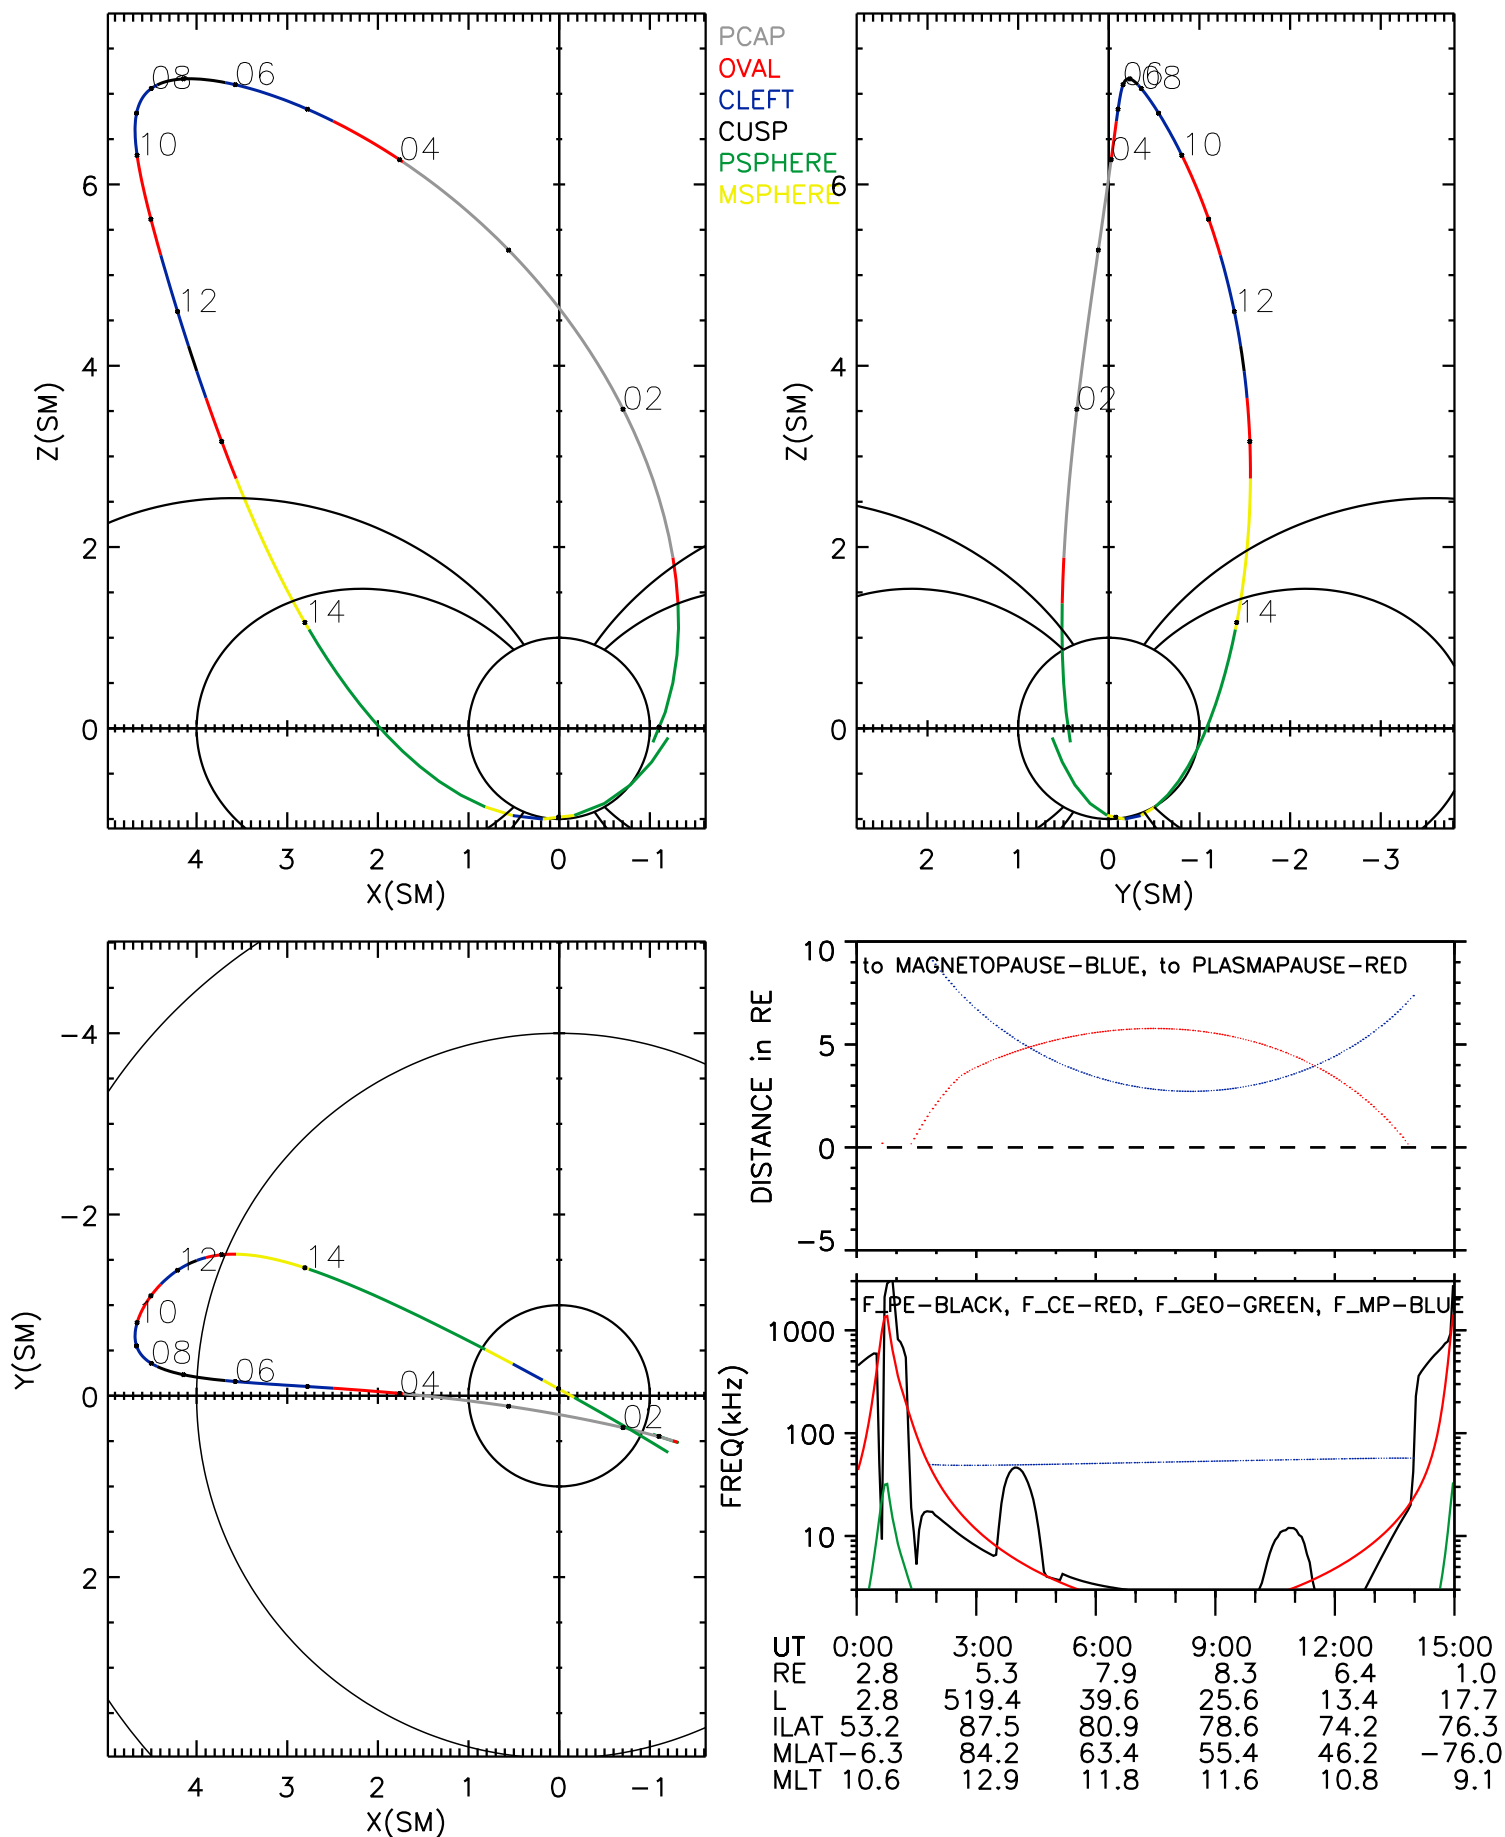 PCAP
OVAL
CLEFT
CUSP
PSPHERE
MSPHERE
08
06
04
10
12
02
14
6
4
2
0
Z(SM)
4
3
2
1
0
−1
X(SM)
06
08
04
10
12
02
14
6
4
2
0
Z(SM)
2
1
0
−1
−2
−3
Y(SM)
−4
−2
0
2
Y(SM)
12
14
10
08
06
04
02
4
3
2
1
0
−1
X(SM)
to MAGNETOPAUSE−BLUE, to PLASMAPAUSE−RED
10
5
0
−5
DISTANCE in RE
F_PE−BLACK, F_CE−RED, F_GEO−GREEN, F_MP−BLUE
1000
100
10
FREQ(kHz)
UT 0:00 3:00 6:00 9:00 12:00 15:00
RE 2.8 5.3 7.9 8.3 6.4 1.0
L 2.8 519.4 39.6 25.6 13.4 17.7
ILAT 53.2 87.5 80.9 78.6 74.2 76.3
MLAT−6.3 84.2 63.4 55.4 46.2 −76.0
MLT 10.6 12.9 11.8 11.6 10.8 9.1